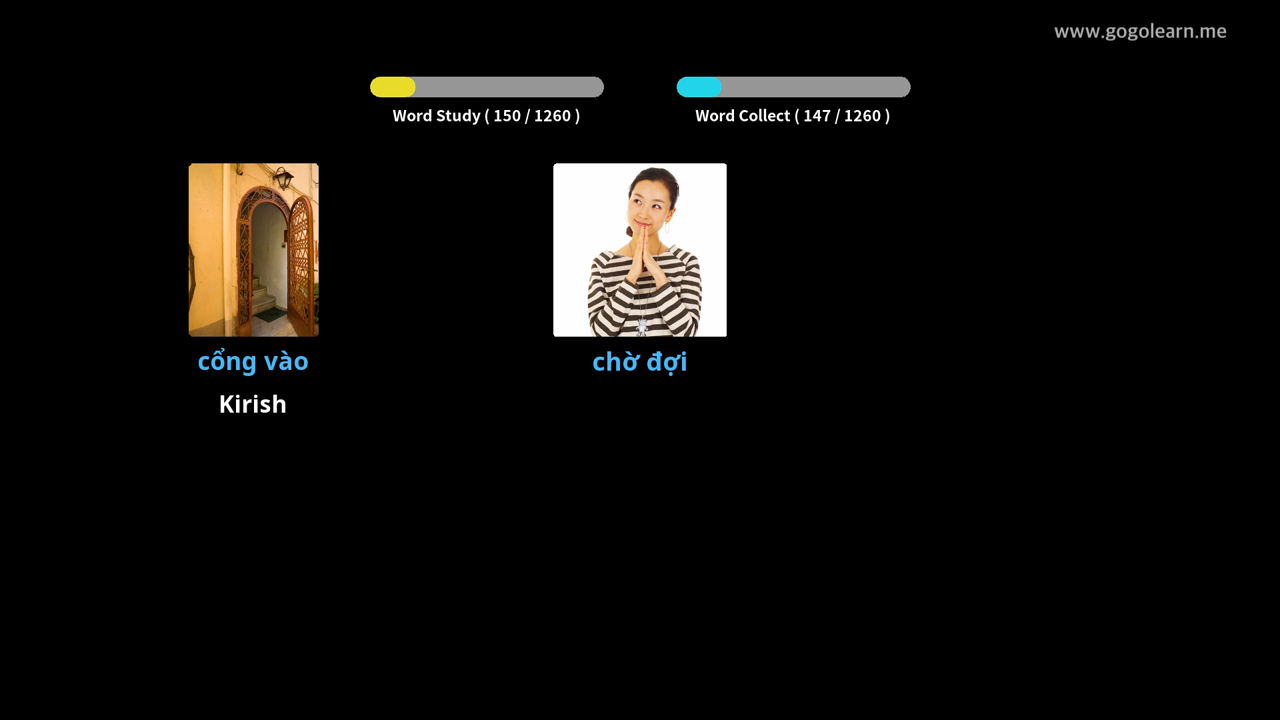 www.gogolearn.me
Word Study ( 150 / 1260 )
Word Collect ( 147 / 1260 )
cổng vào
chờ đợi
Kirish